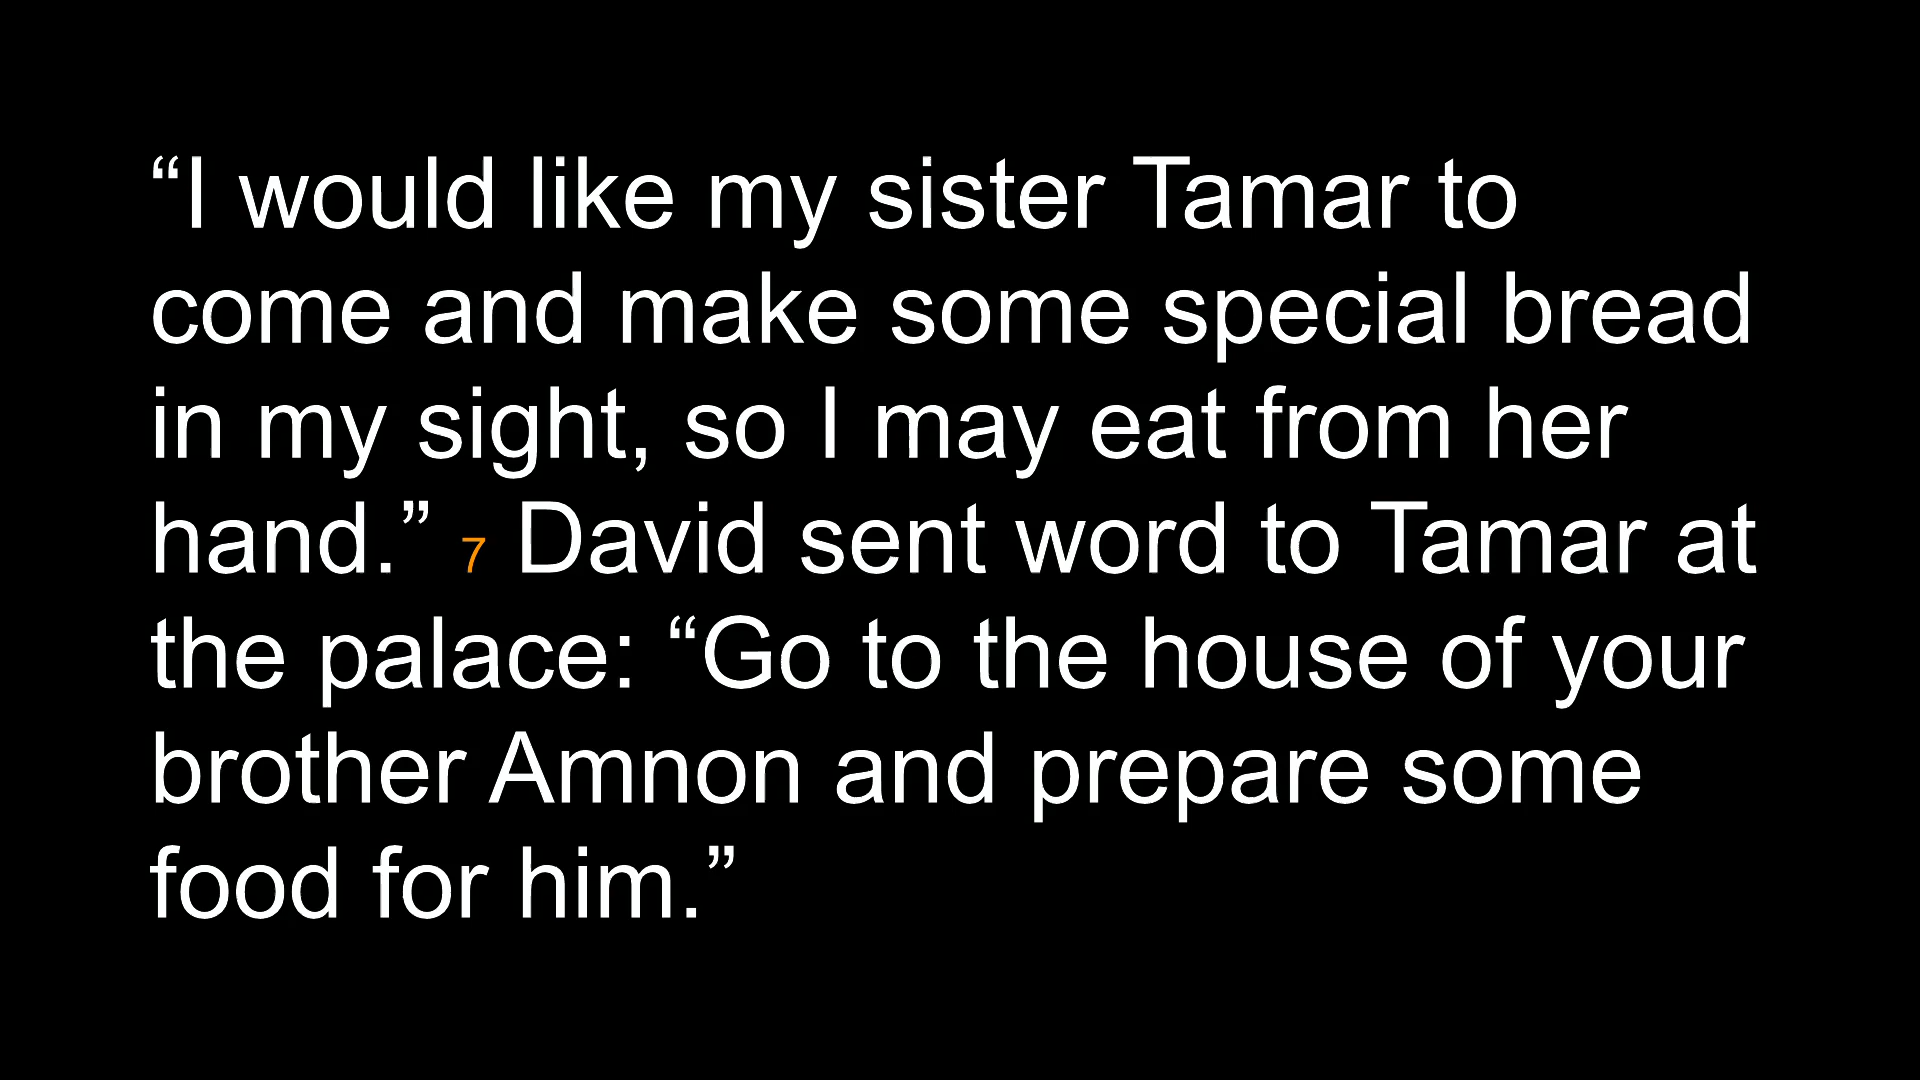 “I would like my sister Tamar to
come and make some special bread
in my sight, so I may eat from her
hand.” 7 David sent word to Tamar at
the palace: “Go to the house of your
brother Amnon and prepare some
food for him.”